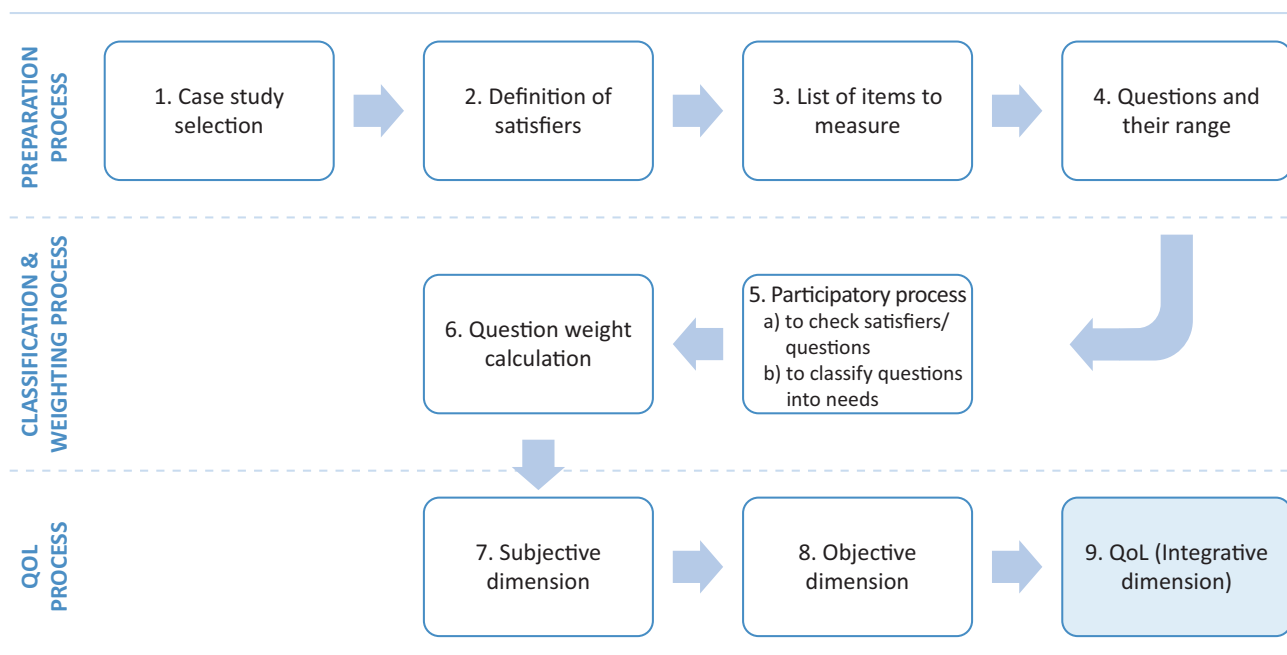 PREPARATION
PROCESS
1. Case study
selection
2. Definition of
satisfiers
3. List of items to
measure
4. Questions and
their range
CLASSIFICATION &
WEIGHTING PROCESS
6. Question weight
calculation
5. Participatory process
a) to check satisfiers/
questions
b) to classify questions
into needs
QOL
PROCESS
7. Subjective
dimension
8. Objective
dimension
9. QoL (Integrative
dimension)